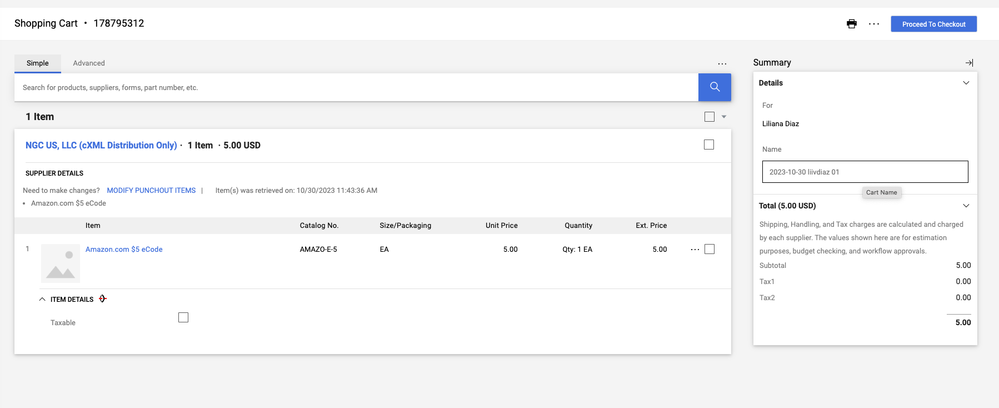 Shopping Cart • 178795312
... Proceed To Checkout
Simple Advanced ...
Search for products, suppliers, forms, part number, etc.
1 Item
NGC US, LLC (cXML Distribution Only) · 1 Item · 5.00 USD
SUPPLIER DETAILS
Need to make changes? MODIFY PUNCHOUT ITEMS | Item(s) was retrieved on: 10/30/2023 11:43:36 AM
• Amazon.com $5 eCode
Item Catalog No. Size/Packaging Unit Price Quantity Ext. Price
1 Amazon.com $5 eCode AMAZO-E-5 EA 5.00 Qty: 1 EA 5.00 ...
ITEM DETAILS
Taxable
Summary
Details
For
Liliana Diaz
Name
2023-10-30 liivdiaz 01
Cart Name
Total (5.00 USD)
Shipping, Handling, and Tax charges are calculated and charged
by each supplier. The values shown here are for estimation
purposes, budget checking, and workflow approvals.
Subtotal 5.00
Tax1 0.00
Tax2 0.00
5.00